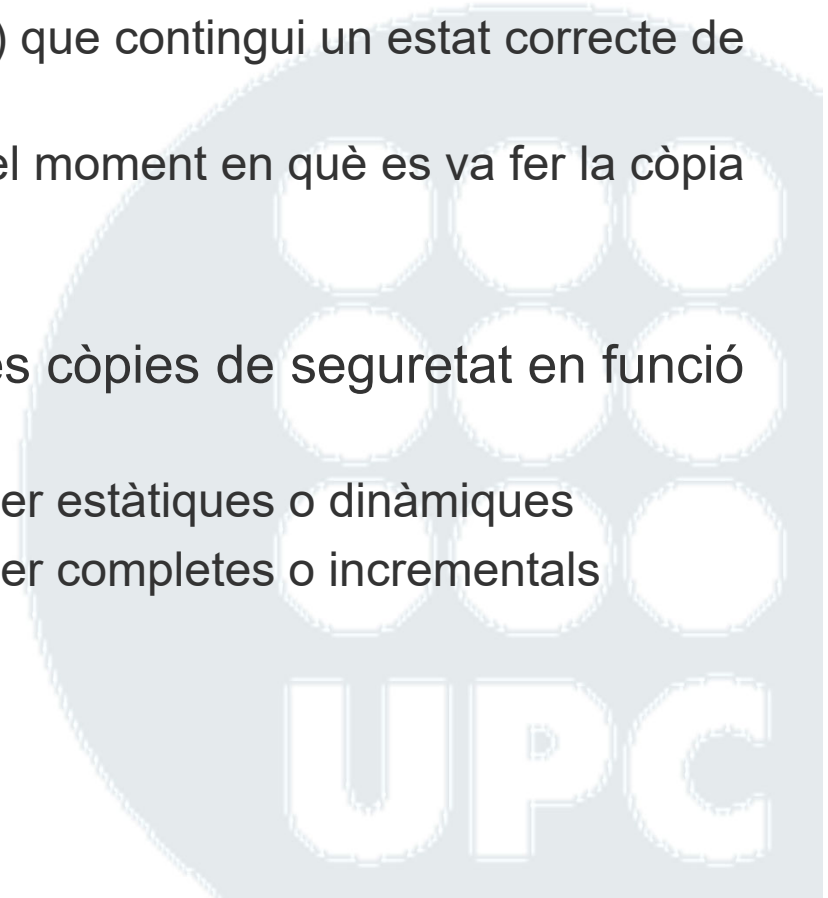 ) que contingui un estat correcte de
el moment en què es va fer la còpia
es còpies de seguretat en funció
er estàtiques o dinàmiques
er completes o incrementals
UPC